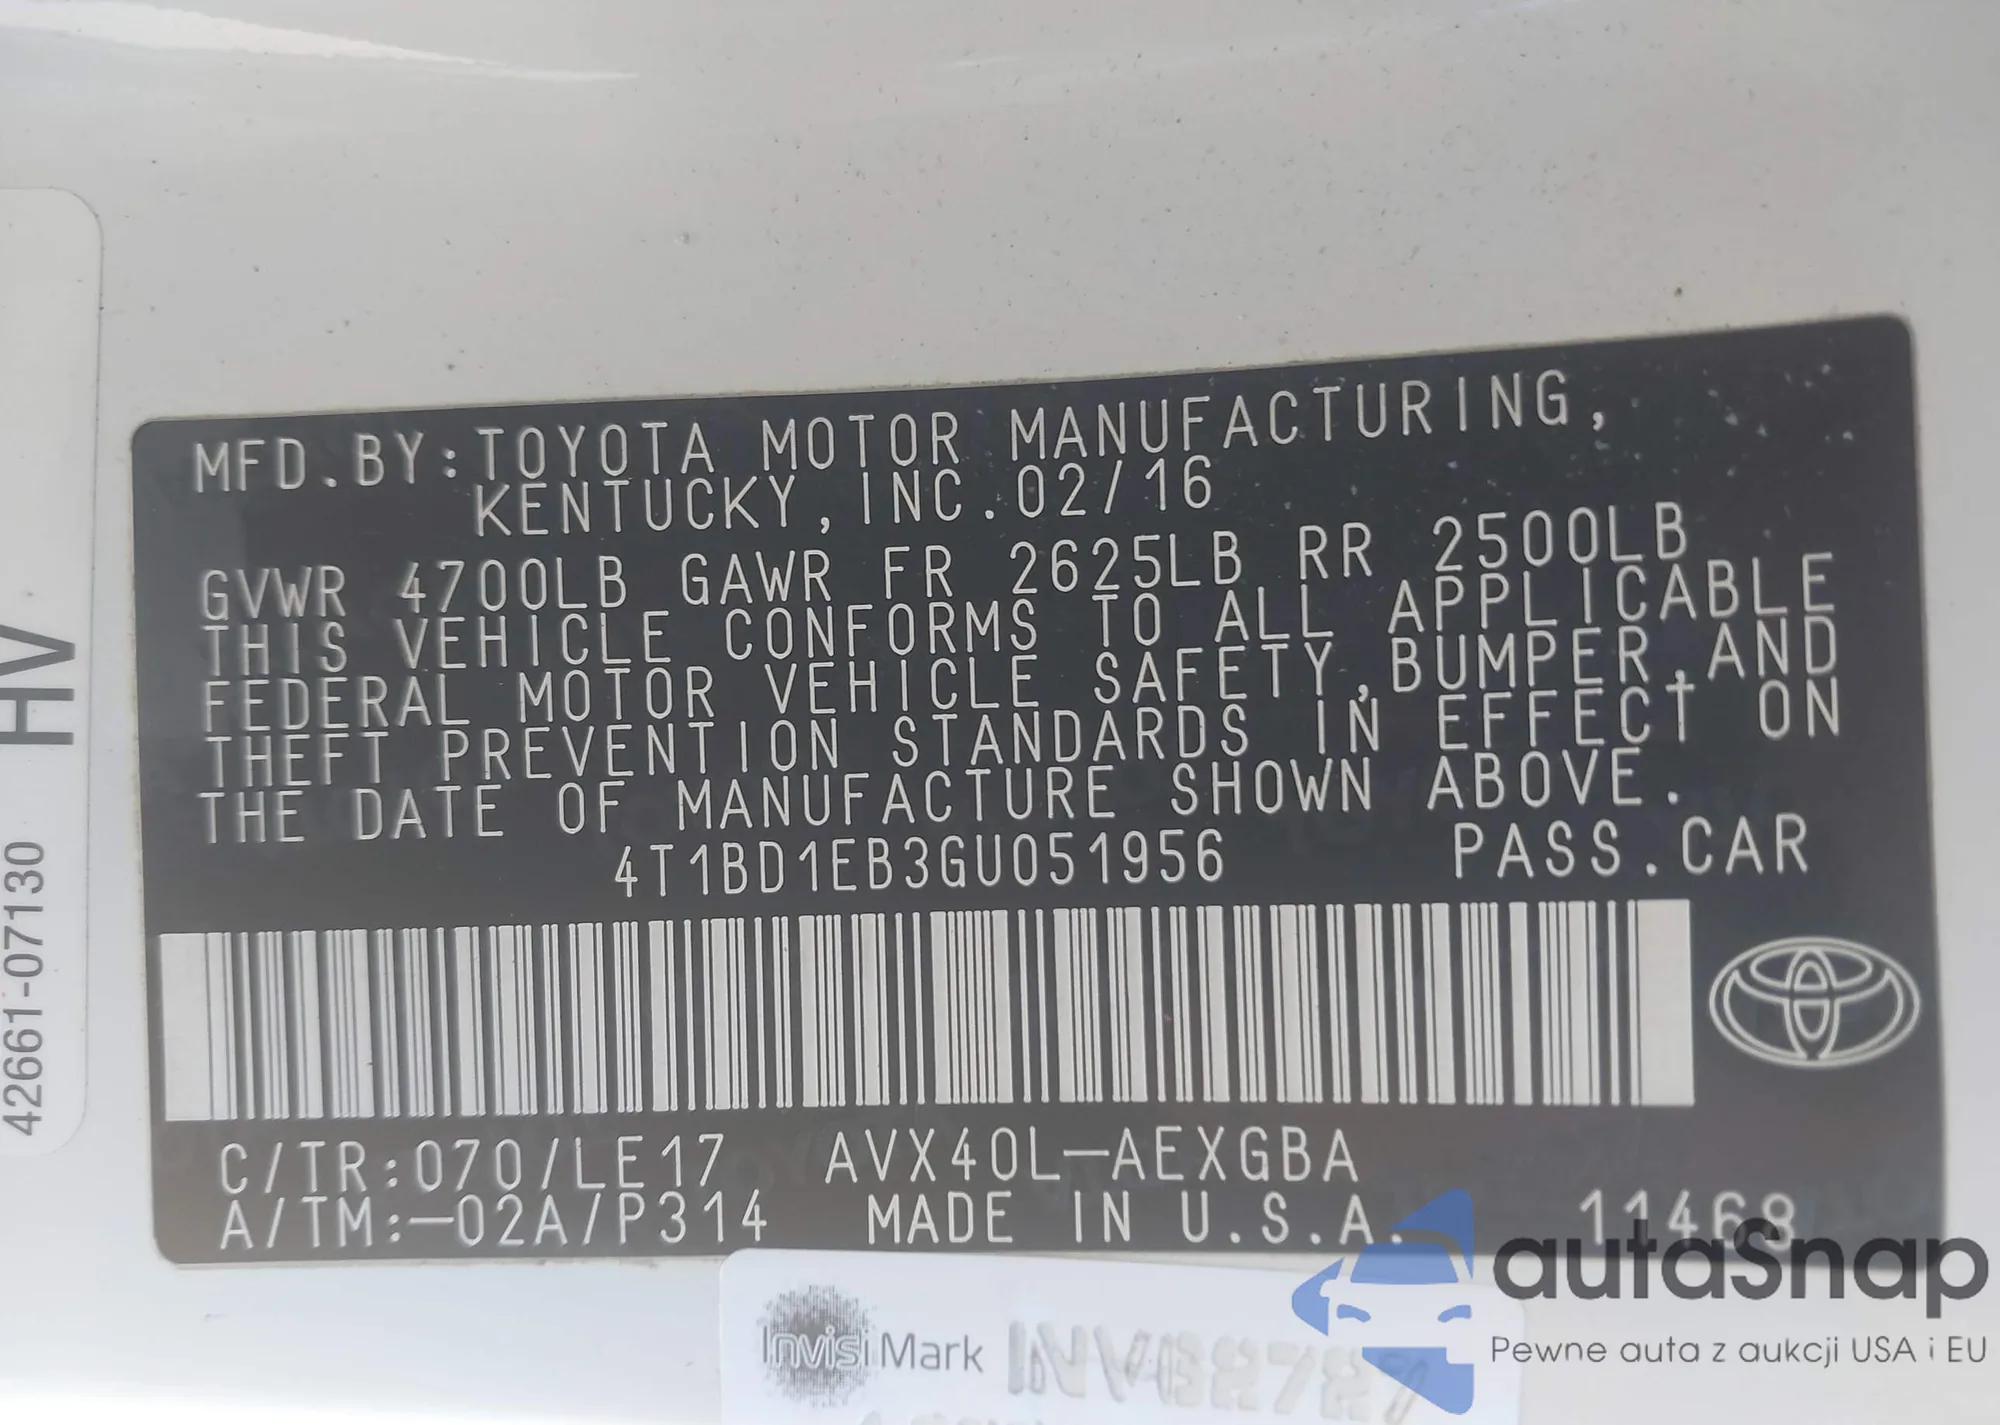 MFD.BY:TOYOTA MOTOR MANUFACTURING,
KENTUCKY,INC.02/16
GVWR 4700LB GAWR FR 2625LB RR 2500LB
THIS VEHICLE CONFORMS TO ALL APPLICABLE
FEDERAL MOTOR VEHICLE SAFETY,BUMPER,AND
THEFT PREVENTION STANDARDS IN EFFECT ON
THE DATE OF MANUFACTURE SHOWN ABOVE.
4T1BD1EB3GU051956 PASS.CAR
C/TR:070/LE17 AVX40L-AEXGBA
A/TM:-02A/P314 MADE IN U.S.A. 11468
42661-07130 HV
InvisiMark
autaSnap
Pewne auta z aukcji USA i EU